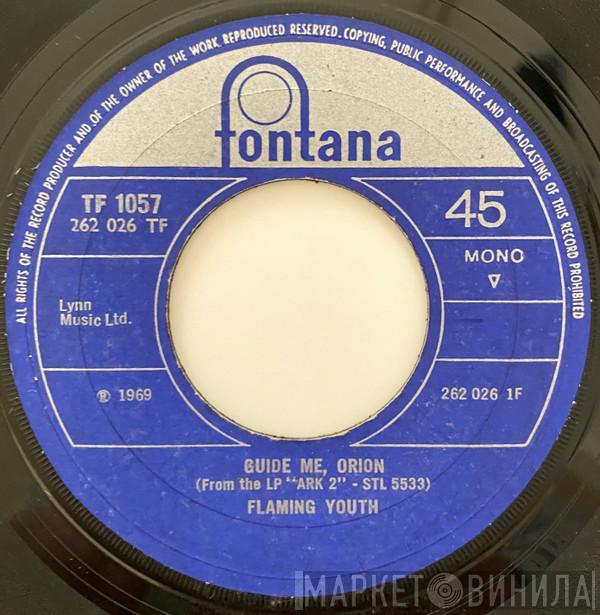 ALL RIGHTS OF THE RECORD PRODUCER AND OF THE OWNER OF THE WORK REPRODUCED RESERVED. COPYING, PUBLIC PERFORMANCE AND BROADCASTING OF THIS RECORD PROHIBITED
fontana
TF 1057
262 026 TF
45
MONO
Lynn
Music Ltd.
℗ 1969
262 026 1F
GUIDE ME, ORION
(From the LP "ARK 2" - STL 5533)
FLAMING YOUTH
МАРКЕТ ВИНИЛА